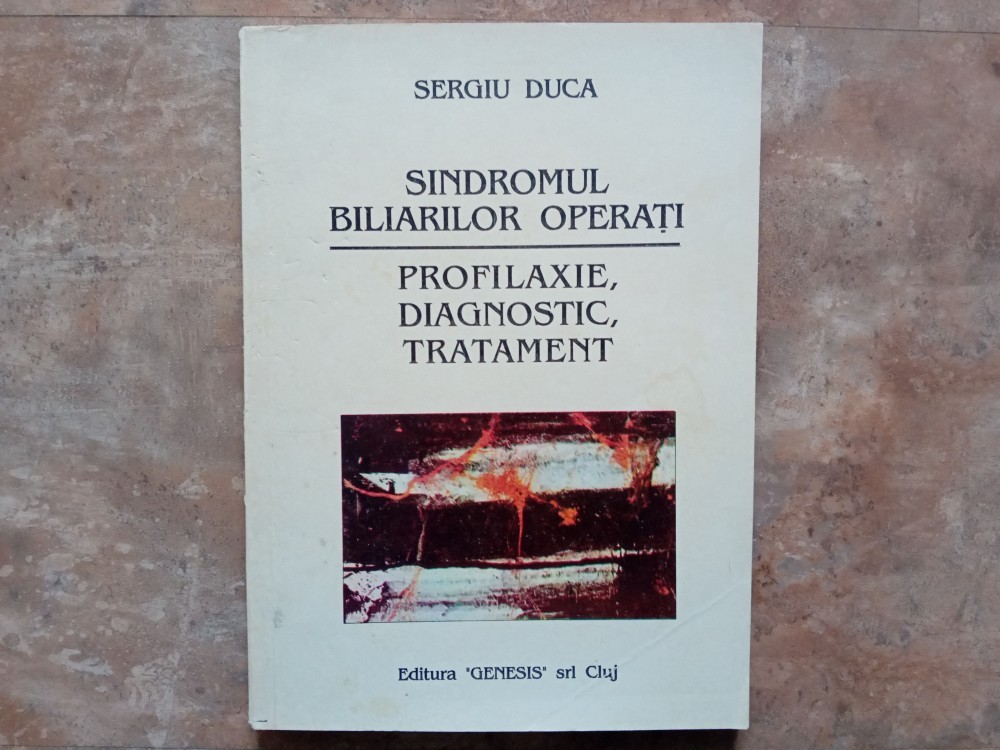 SERGIU DUCA
SINDROMUL
BILIARILOR OPERAȚI
PROFILAXIE,
DIAGNOSTIC,
TRATAMENT
Editura "GENESIS" srl Cluj